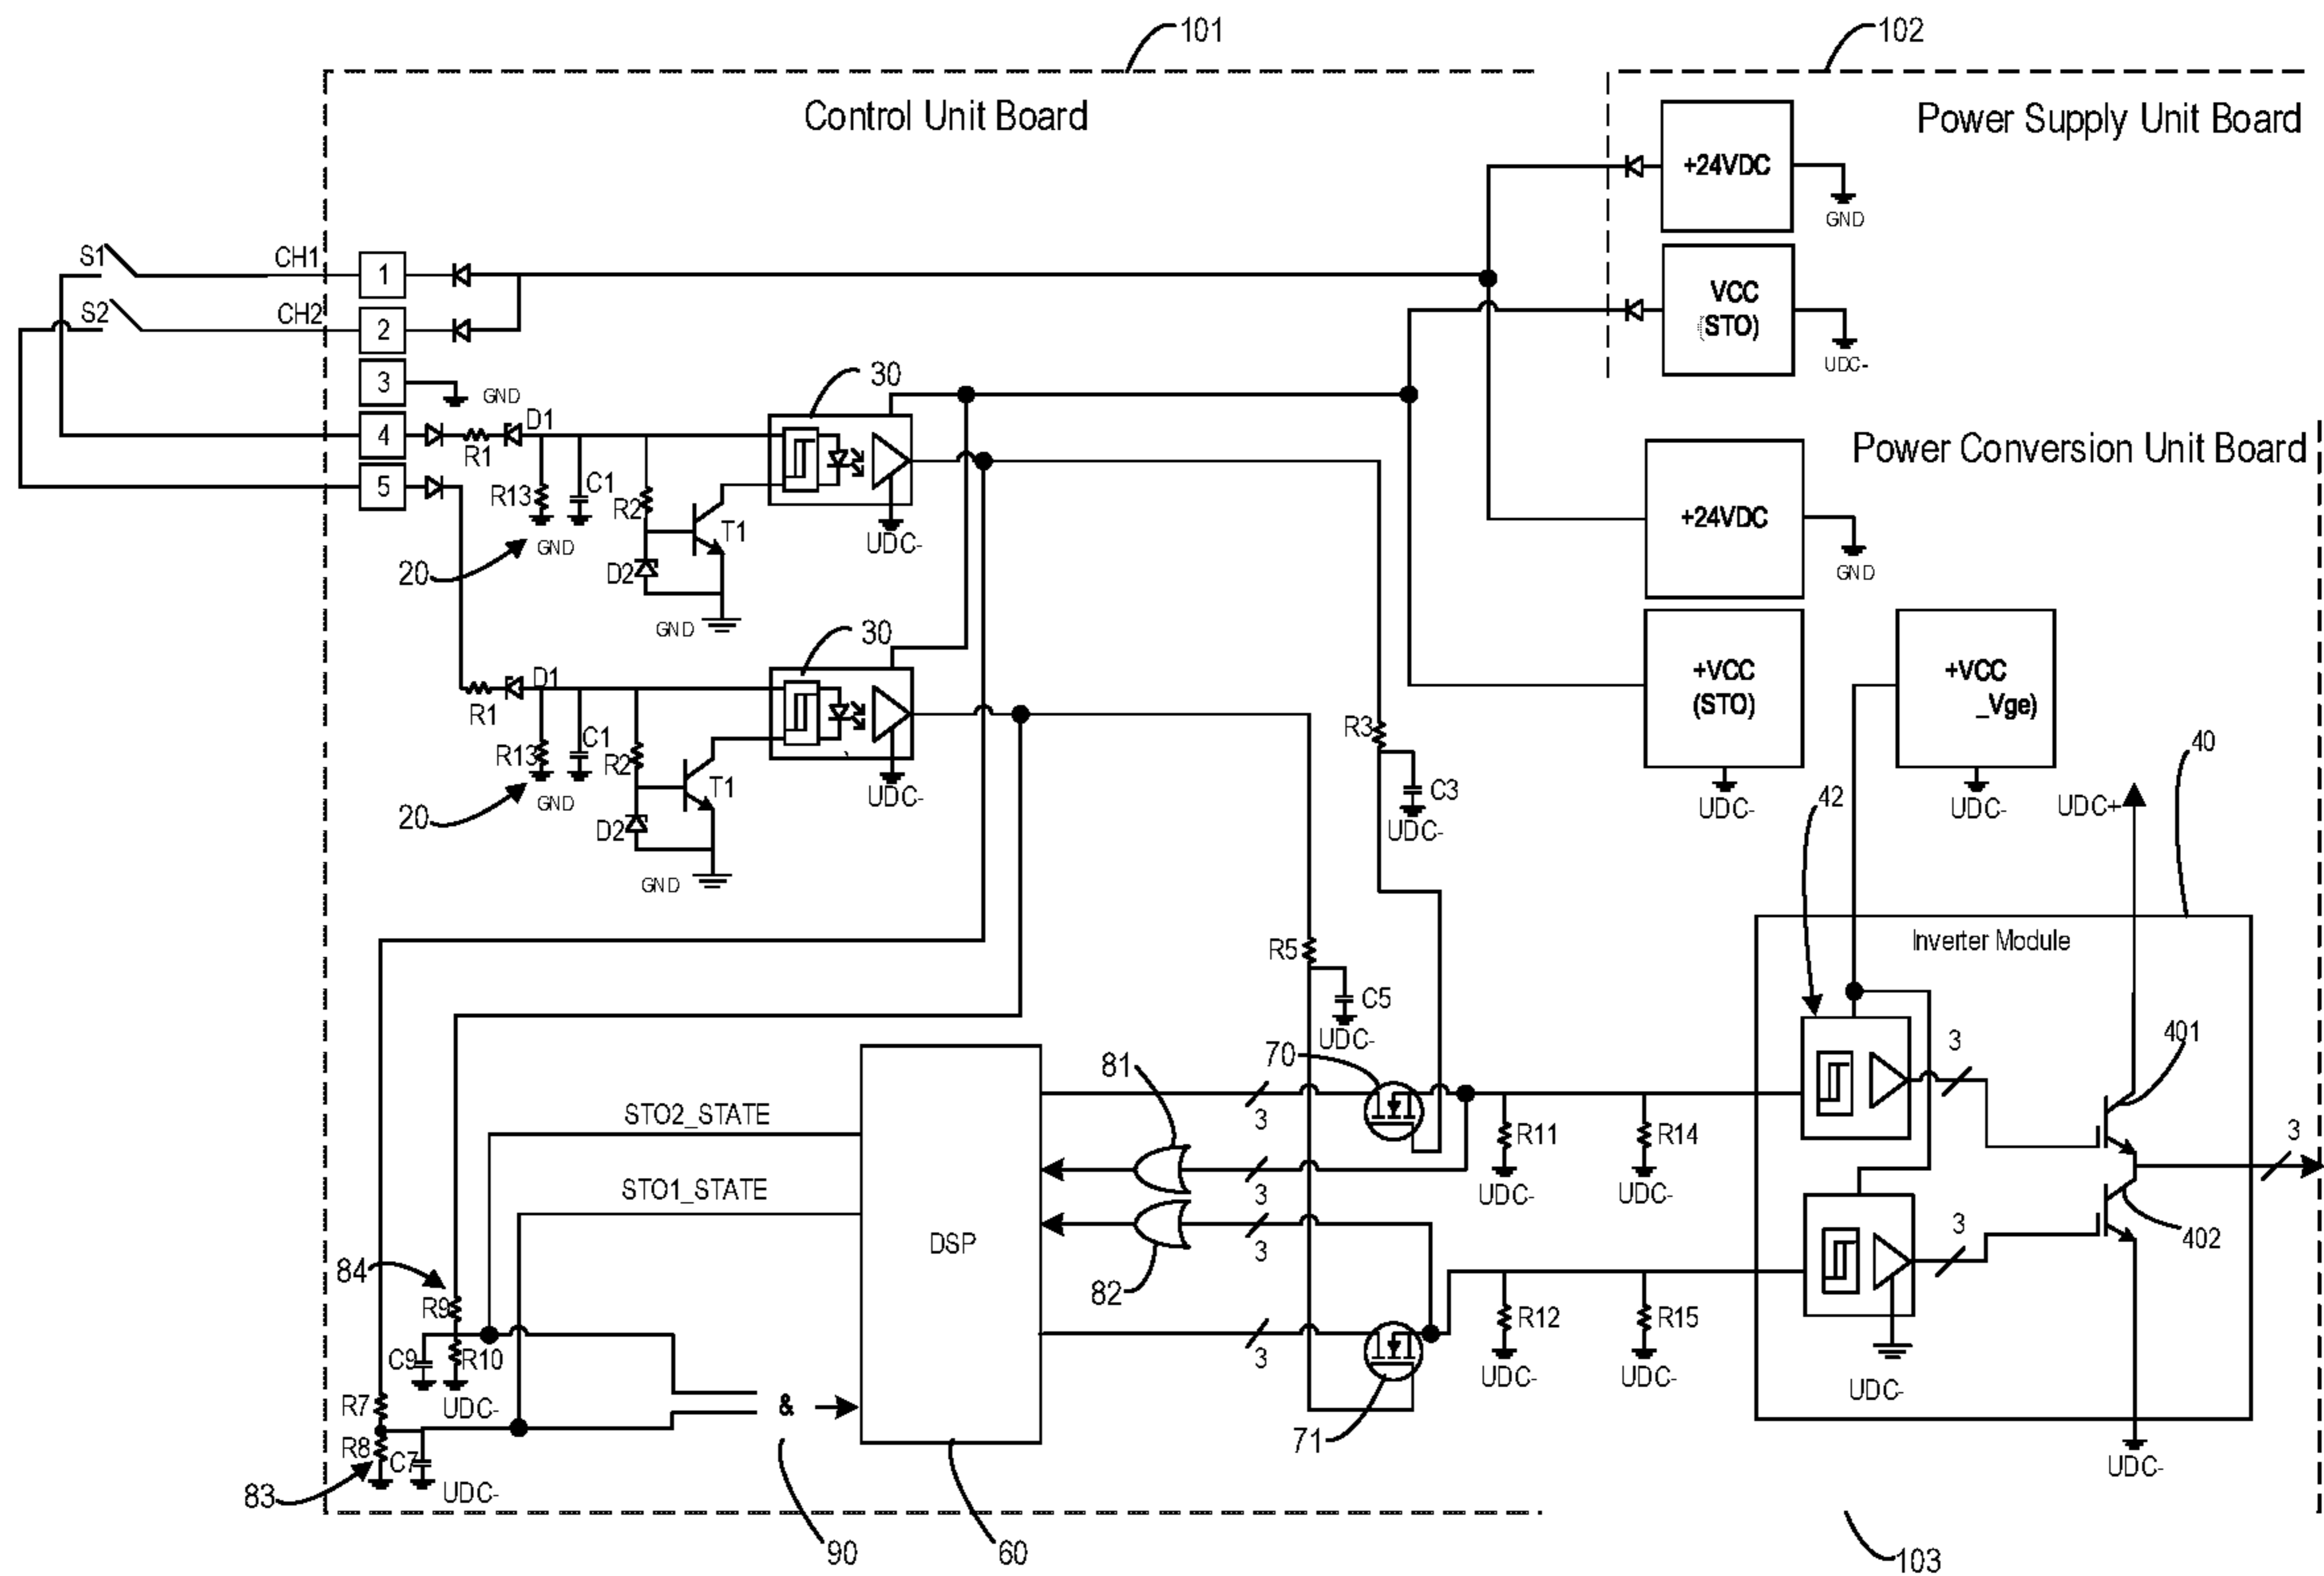 101
102
Control Unit Board
Power Supply Unit Board
+24VDC
GND
S1
CH1
1
S2
CH2
2
VCC
(STO)
UDC-
3
GND
30
4
R1
D1
Power Conversion Unit Board
5
R13
C1
R2
T1
UDC-
+24VDC
GND
20
GND
D2
GND
30
+VCC
(STO)
+VCC
_Vge)
D1
R1
R13
C1
R2
T1
UDC-
R3
C3
UDC-
UDC-
UDC-
40
42
UDC+
20
GND
D2
GND
Inverter Module
R5
C5
UDC-
70
81
3
401
STO2_STATE
3
R11
R14
3
UDC-
UDC-
STO1_STATE
3
3
DSP
3
402
84
82
R9
R12
R15
C9
R10
3
UDC-
UDC-
UDC-
UDC-
R7
&
R8
C7
71
UDC-
83
UDC-
90
60
103